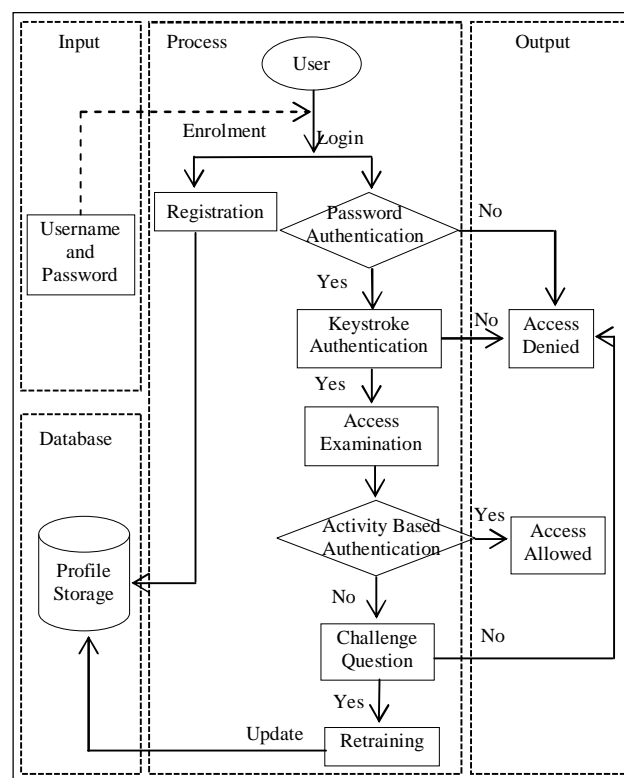 Input
Process
Output
User
Enrolment
Login
Registration
Username
and
Password
Password
Authentication
No
Yes
Keystroke
Authentication
No
Access
Denied
Yes
Access
Examination
Database
Activity Based
Authentication
Yes
Access
Allowed
Profile
Storage
No
Challenge
Question
No
Yes
Update
Retraining